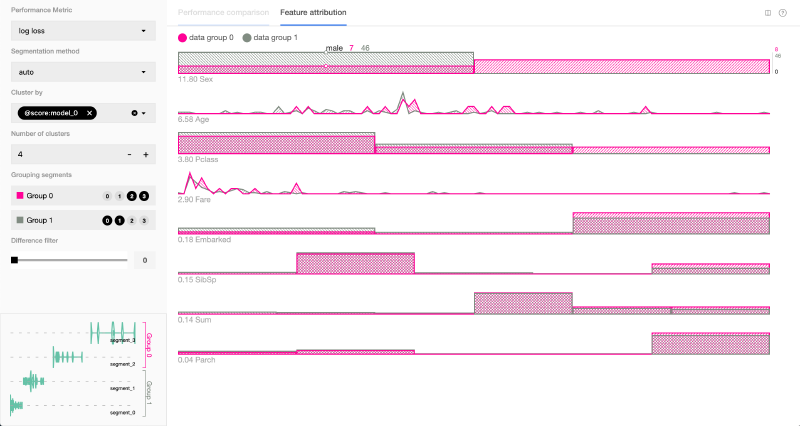 Performance Metric
log loss
Segmentation method
auto
Cluster by
@score:model_0
Number of clusters
4 - +
Grouping segments
Group 0 0 1 2 3
Group 1 0 1 2 3
Difference filter
0
segment_3
segment_2
segment_1
segment_0
Group 0
Group 1
Performance comparison Feature attribution
data group 0 data group 1
male 7 46
8
46
0
11.80 Sex
6.58 Age
3.80 Pclass
2.90 Fare
0.18 Embarked
0.15 SibSp
0.14 Sum
0.04 Parch